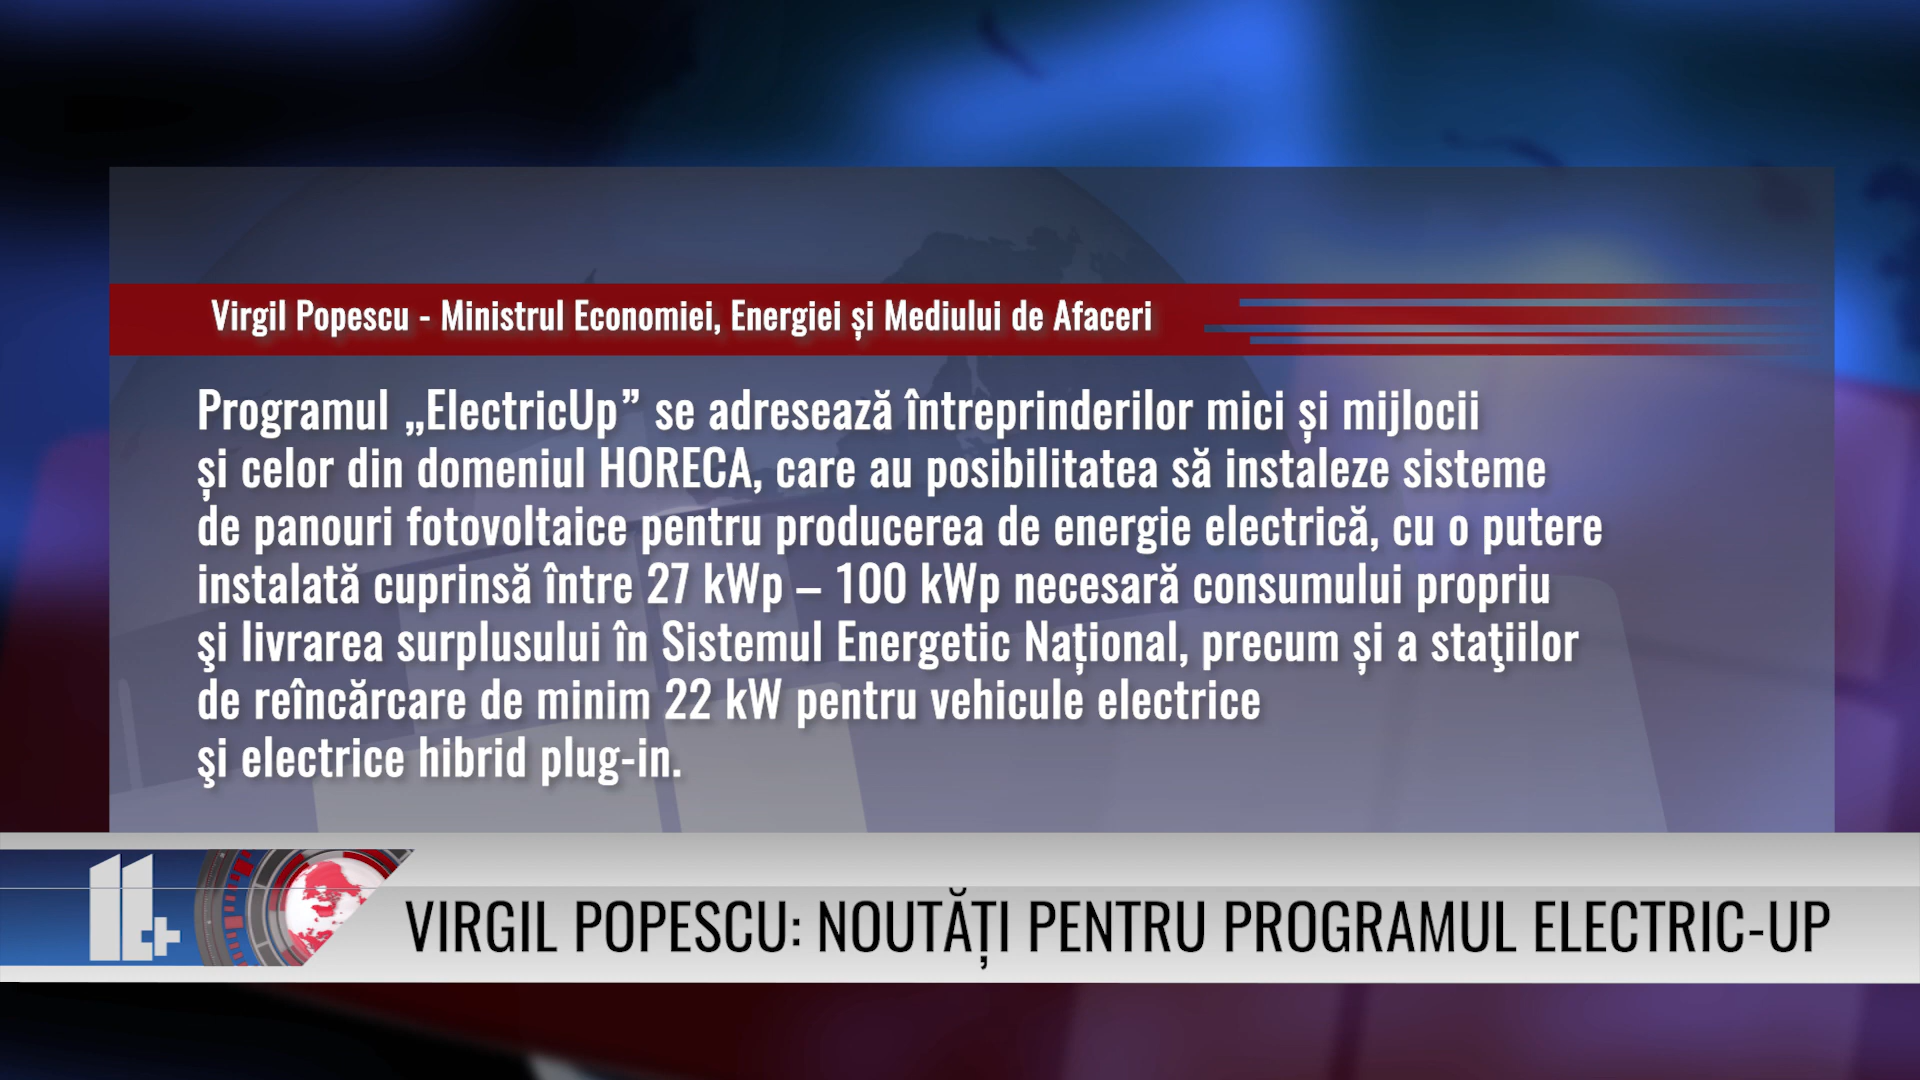 Virgil Popescu - Ministrul Economiei, Energiei și Mediului de Afaceri
Programul „ElectricUp” se adresează întreprinderilor mici și mijlocii
și celor din domeniul HORECA, care au posibilitatea să instaleze sisteme
de panouri fotovoltaice pentru producerea de energie electrică, cu o putere
instalată cuprinsă între 27 kWp – 100 kWp necesară consumului propriu
şi livrarea surplusului în Sistemul Energetic Național, precum și a staţiilor
de reîncărcare de minim 22 kW pentru vehicule electrice
şi electrice hibrid plug-in.
VIRGIL POPESCU: NOUTĂȚI PENTRU PROGRAMUL ELECTRIC-UP